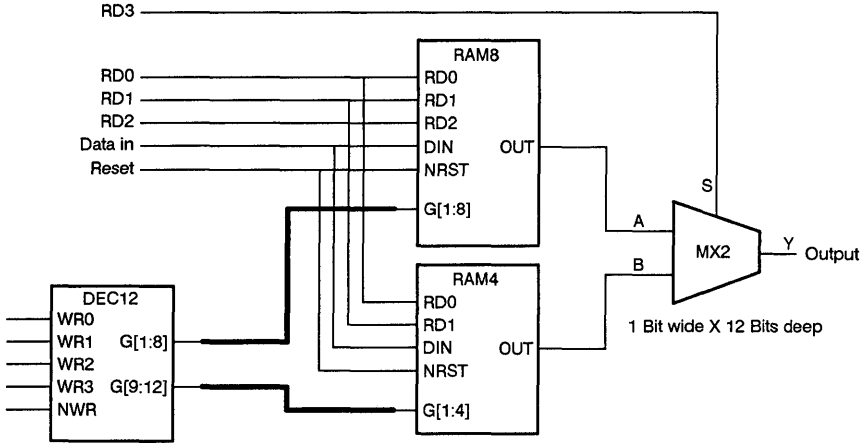 RD3
RD0
RD1
RD2
Data in
Reset
RAM8
RD0
RD1
RD2
DIN
NRST
G[1:8]
OUT
S
A
B
MX2
Y
Output
1 Bit wide X 12 Bits deep
RAM4
RD0
RD1
DIN
NRST
G[1:4]
OUT
DEC12
WR0
WR1
WR2
WR3
NWR
G[1:8]
G[9:12]